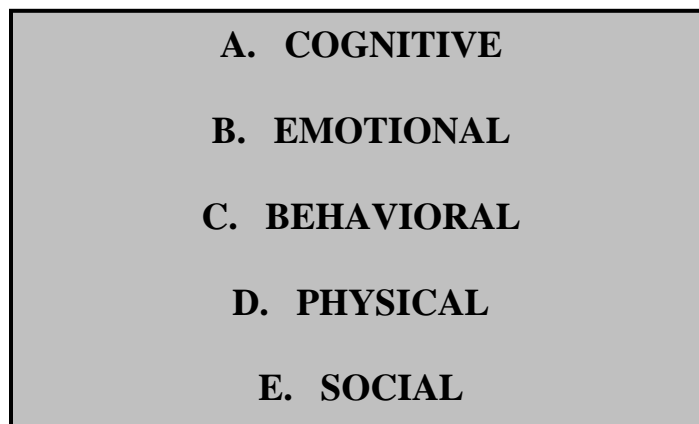 A. COGNITIVE
B. EMOTIONAL
C. BEHAVIORAL
D. PHYSICAL
E. SOCIAL